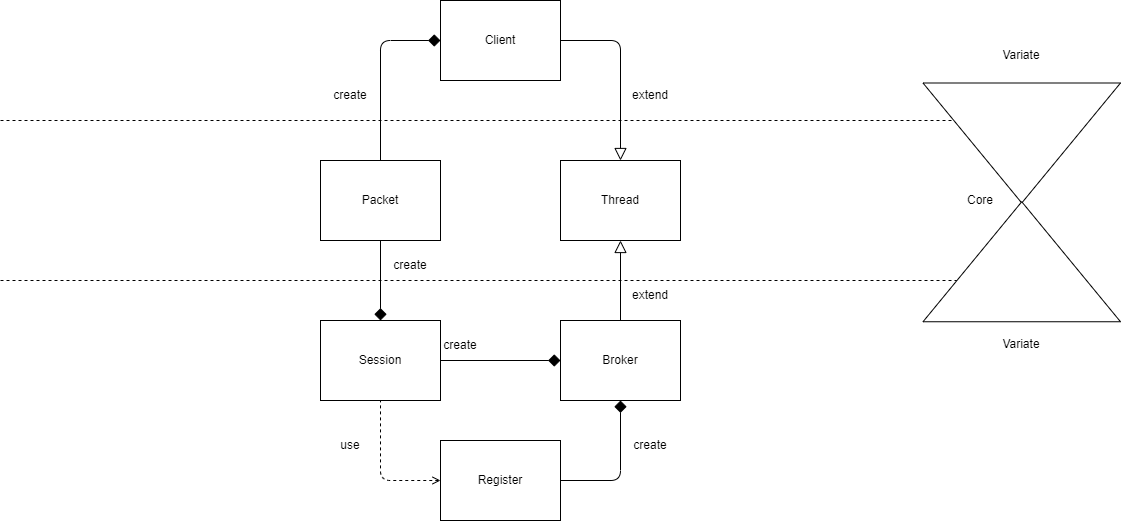 Client
Variate
create
extend
Packet
Thread
Core
create
extend
Variate
create
Session
Broker
use
create
Register